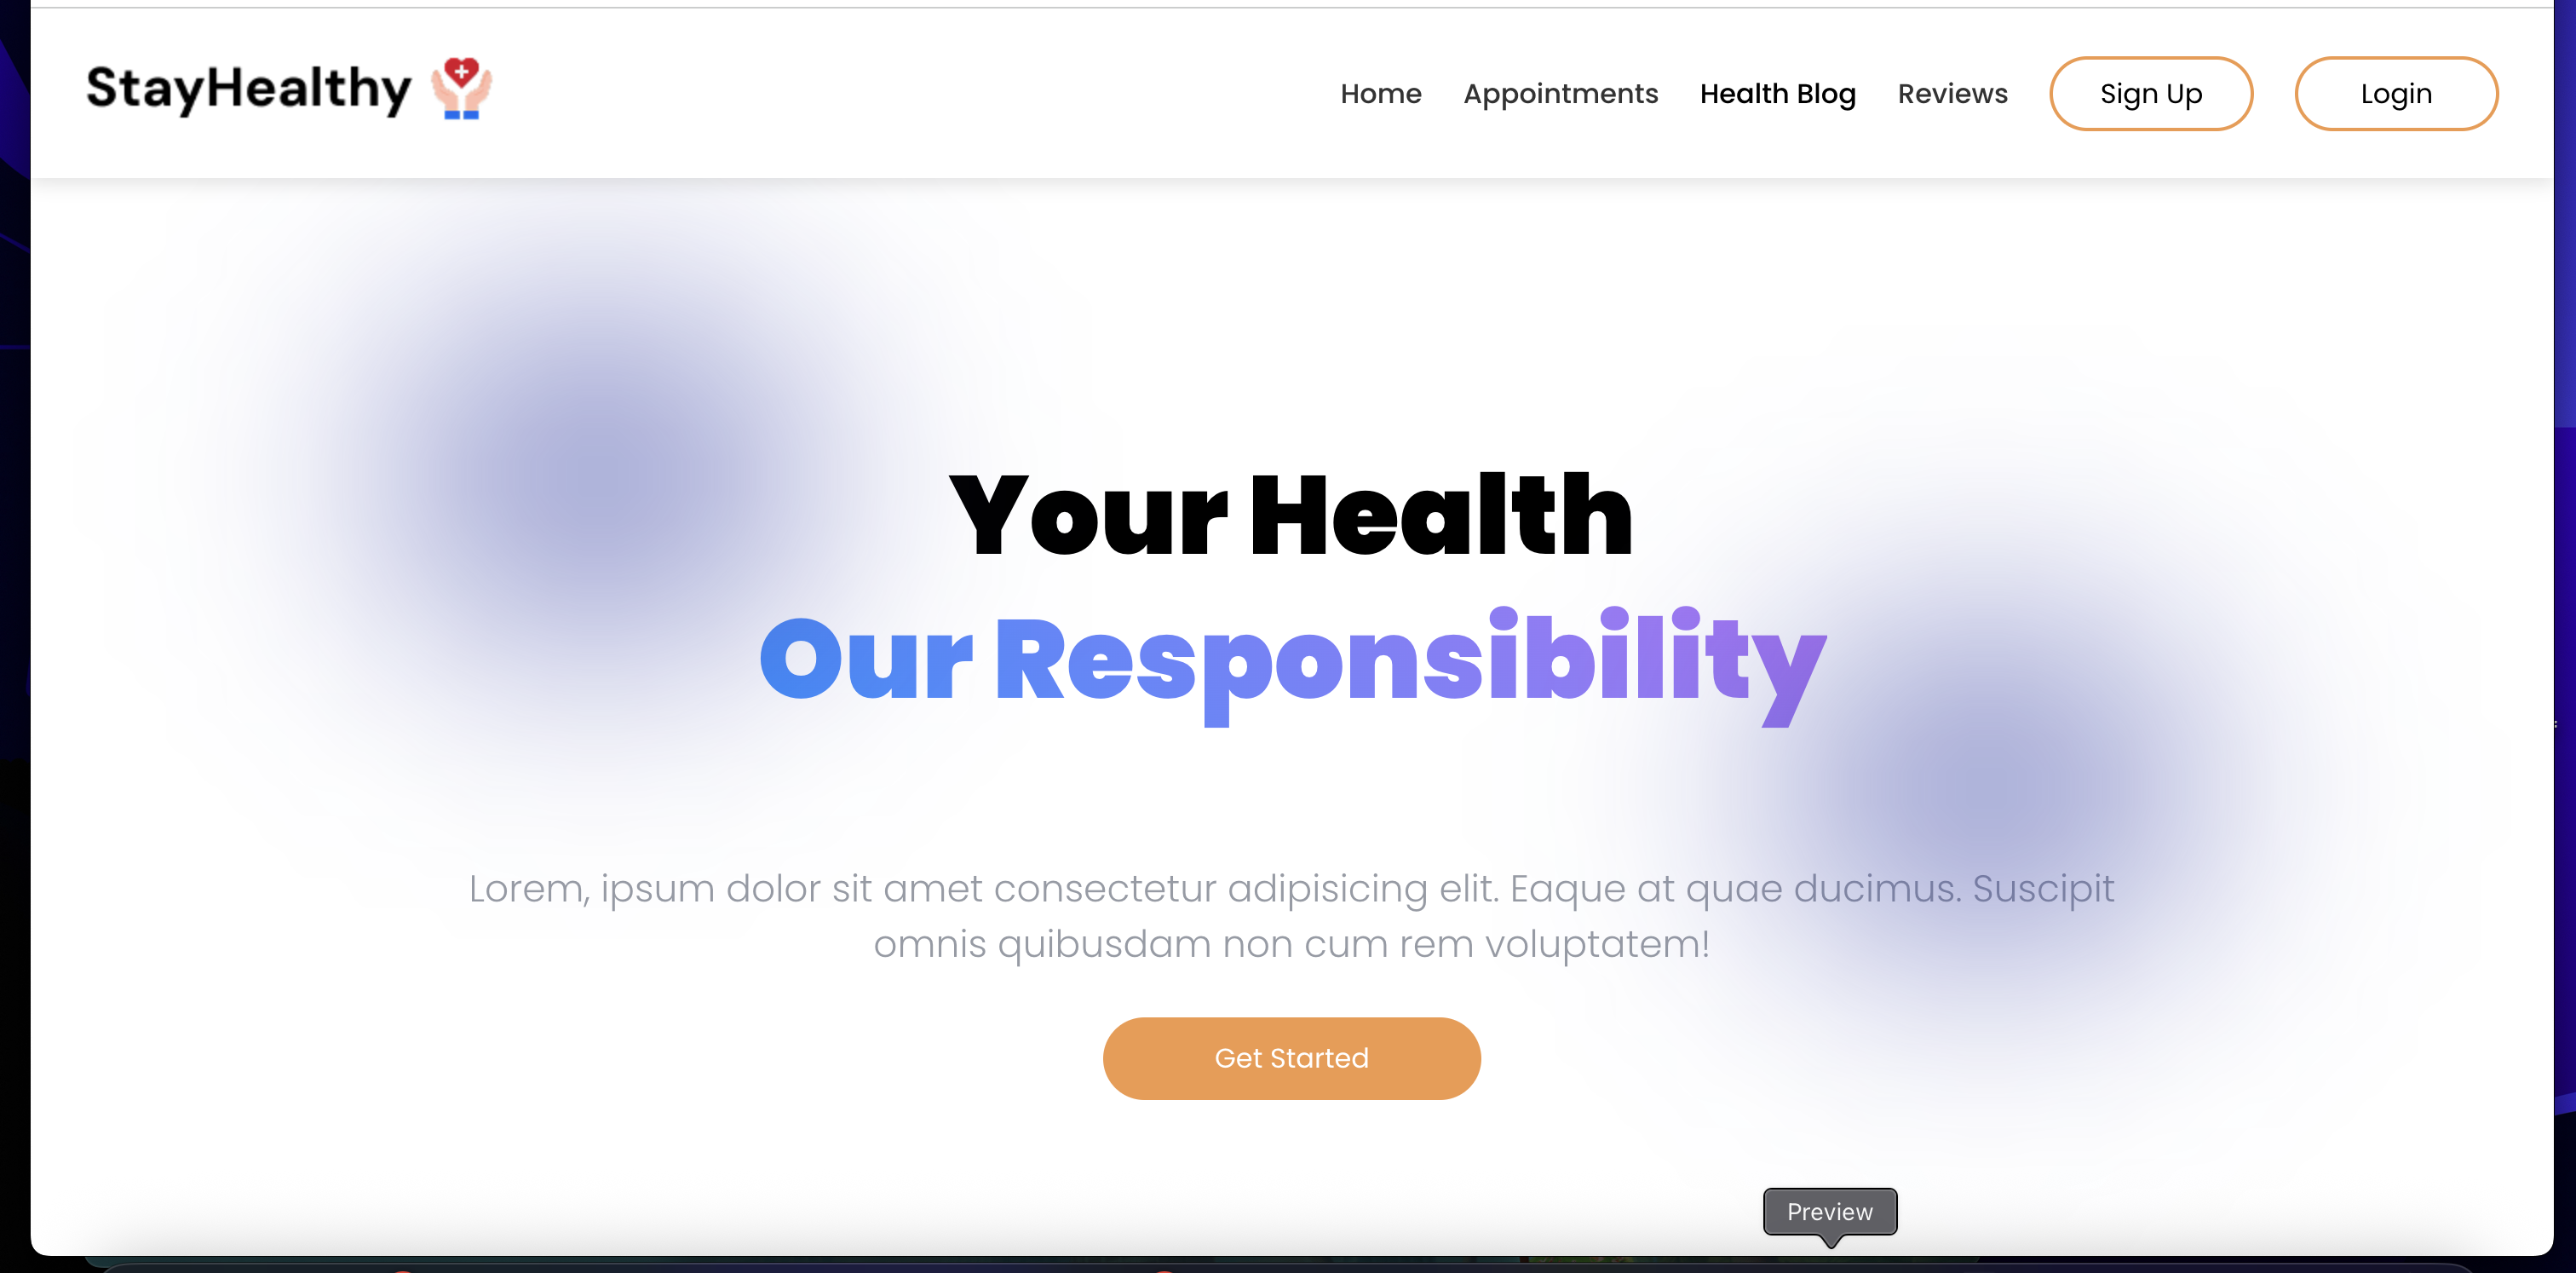 StayHealthy
Home Appointments Health Blog Reviews Sign Up Login
Your Health
Our Responsibility
Lorem, ipsum dolor sit amet consectetur adipisicing elit. Eaque at quae ducimus. Suscipit
omnis quibusdam non cum rem voluptatem!
Get Started
Preview